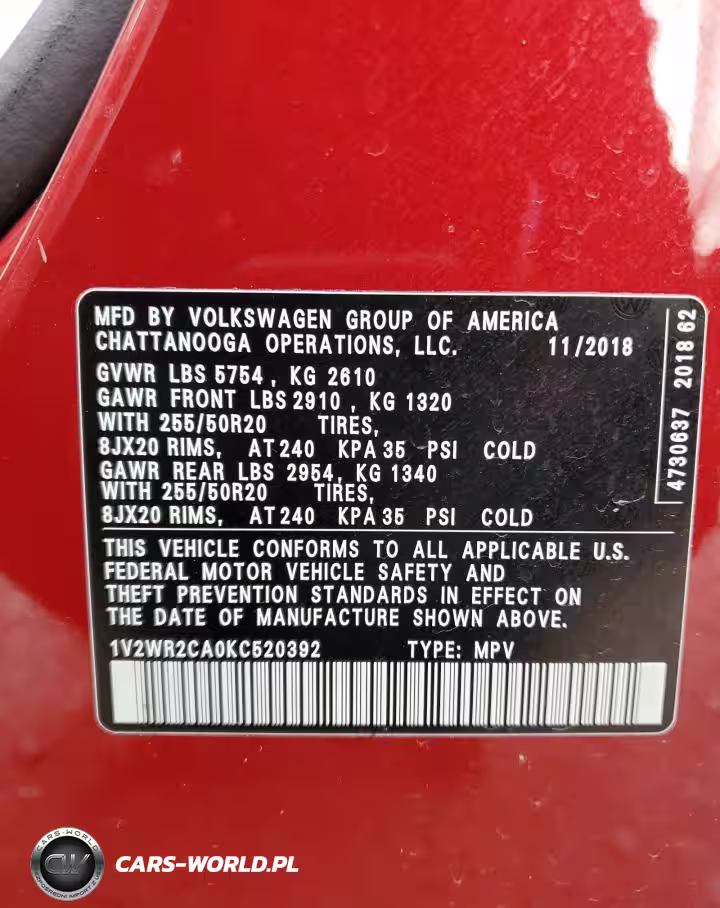 MFD BY VOLKSWAGEN GROUP OF AMERICA
CHATTANOOGA OPERATIONS, LLC. 11/2018
GVWR LBS 5754, KG 2610
GAWR FRONT LBS 2910, KG 1320
WITH 255/50R20 TIRES,
8JX20 RIMS, AT 240 KPA 35 PSI COLD
GAWR REAR LBS 2954, KG 1340
WITH 255/50R20 TIRES,
8JX20 RIMS, AT 240 KPA 35 PSI COLD
THIS VEHICLE CONFORMS TO ALL APPLICABLE U.S.
FEDERAL MOTOR VEHICLE SAFETY AND
THEFT PREVENTION STANDARDS IN EFFECT ON
THE DATE OF MANUFACTURE SHOWN ABOVE.
1V2WR2CA0KC520392 TYPE: MPV
4730637 2018 62
CARS-WORLD
CW
CARS-WORLD.PL